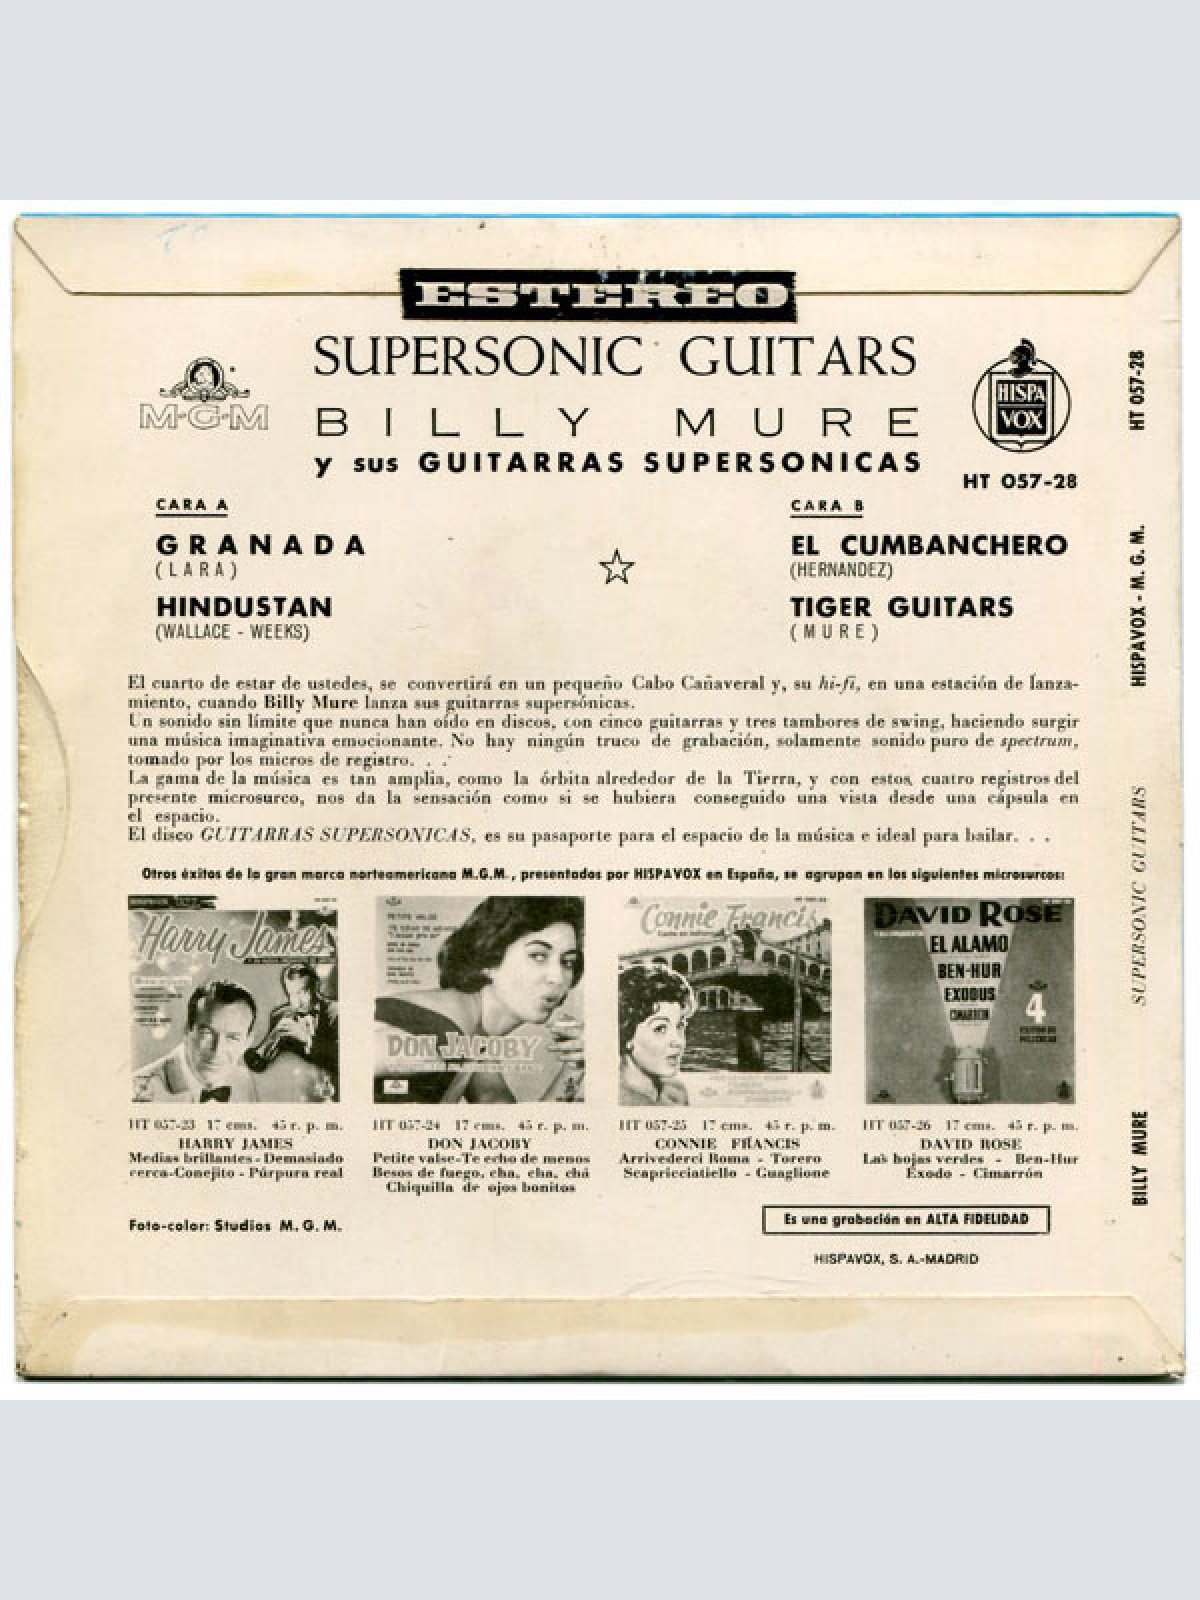 ESTEREO
SUPERSONIC GUITARS
M-G-M
BILLY MURE
HISPA
VOX
y sus GUITARRAS SUPERSONICAS
HT 057-28
CARA A
GRANADA
(LARA)
HINDUSTAN
(WALLACE - WEEKS)
CARA B
EL CUMBANCHERO
(HERNANDEZ)
TIGER GUITARS
(MURE)
El cuarto de estar de ustedes, se convertirá en un pequeño Cabo Cañaveral y, su hi-fi, en una estación de lanza-
miento, cuando Billy Mure lanza sus guitarras supersónicas.
Un sonido sin límite que nunca han oído en discos, con cinco guitarras y tres tambores de swing, haciendo surgir
una música imaginativa emocionante. No hay ningún truco de grabación, solamente sonido puro de spectrum,
tomado por los micros de registro. . .
La gama de la música es tan amplia, como la órbita alrededor de la Tierra, y con estos cuatro registros del
presente microsurco, nos da la sensación como si se hubiera conseguido una vista desde una cápsula en
el espacio.
El disco GUITARRAS SUPERSONICAS, es su pasaporte para el espacio de la música e ideal para bailar. . .
Otros éxitos de la gran marca norteamericana M.G.M., presentados por HISPAVOX en España, se agrupan en los siguientes microsurcos:
Harry James
PETITE VALSE
DON JACOBY
Connie Francis
DAVID ROSE
EL ALAMO
BEN-HUR
EXODUS
CIMARRON
4
HT 057-23 17 cms. 45 r. p. m.
HARRY JAMES
Medias brillantes - Demasiado
cerca-Conejito - Púrpura real
HT 057-24 17 cms. 45 r. p. m.
DON JACOBY
Petite valse-Te echo de menos
Besos de fuego, cha, cha, chá
Chiquilla de ojos bonitos
HT 057-25 17 cms. 45 r. p. m.
CONNIE FRANCIS
Arrivederci Roma - Torero
Scapricciatiello - Guaglione
HT 057-26 17 cms. 45 r. p. m.
DAVID ROSE
Las hojas verdes - Ben-Hur
Exodo - Cimarrón
Foto-color: Studios M. G. M.
Es una grabación en ALTA FIDELIDAD
HISPAVOX, S. A.-MADRID
HT 057-28
HISPAVOX - M. G. M.
SUPERSONIC GUITARS
BILLY MURE